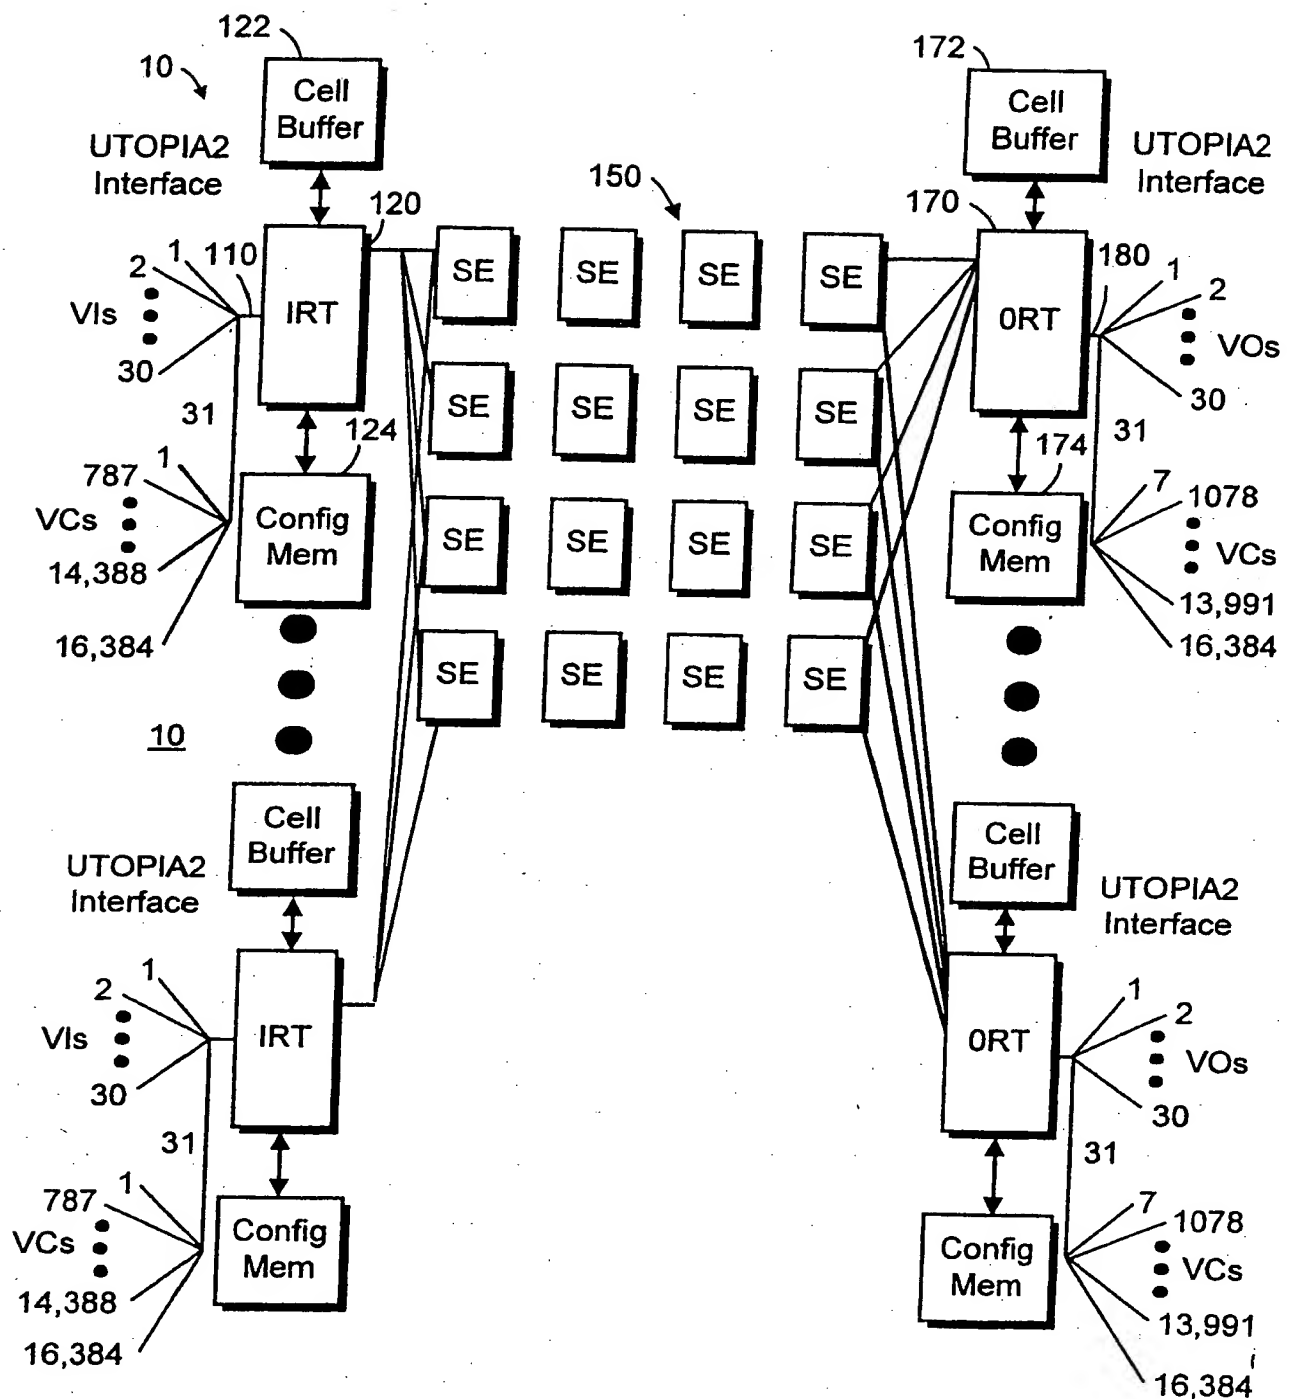 122
10
Cell
Buffer
UTOPIA2
Interface
120
110
1
2
VIs
30
31
IRT
124
Config
Mem
1
787
VCs
14,388
16,384
150
SE SE SE SE
SE SE SE SE
SE SE SE SE
SE SE SE SE
172
Cell
Buffer
UTOPIA2
Interface
170
180
0RT
1
2
VOs
30
31
174
Config
Mem
7
1078
VCs
13,991
16,384
10
Cell
Buffer
UTOPIA2
Interface
1
2
VIs
30
31
IRT
1
787
VCs
14,388
16,384
Config
Mem
Cell
Buffer
UTOPIA2
Interface
0RT
1
2
VOs
30
31
7
1078
VCs
13,991
16,384
Config
Mem